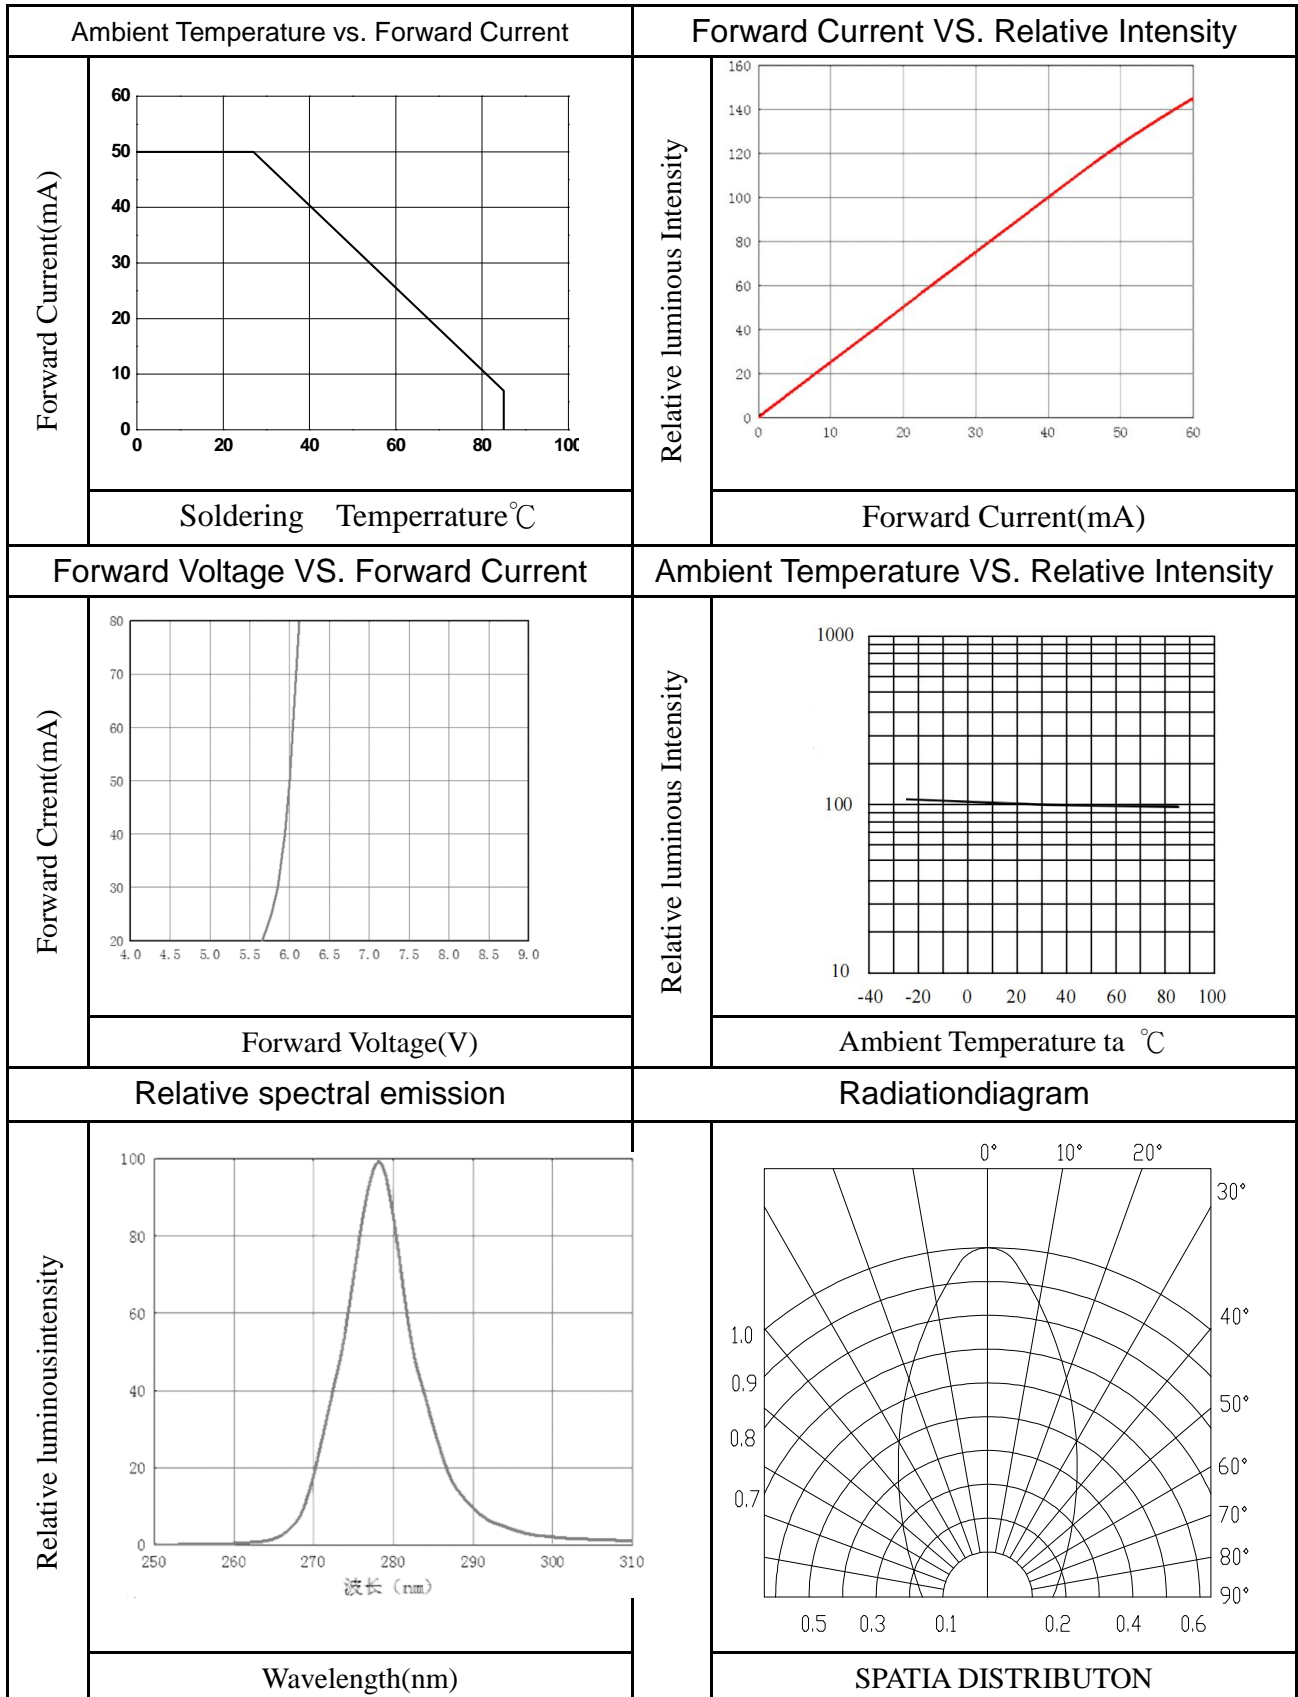 Ambient Temperature vs. Forward Current
Forward Current VS. Relative Intensity
Forward Current(mA)
60
50
40
30
20
10
0
0 20 40 60 80 100
Soldering Temperrature℃
Relative luminous Intensity
160
140
120
100
80
60
40
20
0
0 10 20 30 40 50 60
Forward Current(mA)
Forward Voltage VS. Forward Current
Ambient Temperature VS. Relative Intensity
Forward Crrent(mA)
80
70
60
50
40
30
20
4.0 4.5 5.0 5.5 6.0 6.5 7.0 7.5 8.0 8.5 9.0
Forward Voltage(V)
Relative luminous Intensity
1000
100
10
-40 -20 0 20 40 60 80 100
Ambient Temperature ta ℃
Relative spectral emission
Radiationdiagram
Relative luminousintensity
100
80
60
40
20
0
250 260 270 280 290 300 310
波长 (nm)
Wavelength(nm)
0° 10° 20°
30°
40°
50°
60°
70°
80°
90°
1.0
0.9
0.8
0.7
0.5 0.3 0.1 0.2 0.4 0.6
SPATIA DISTRIBUTON